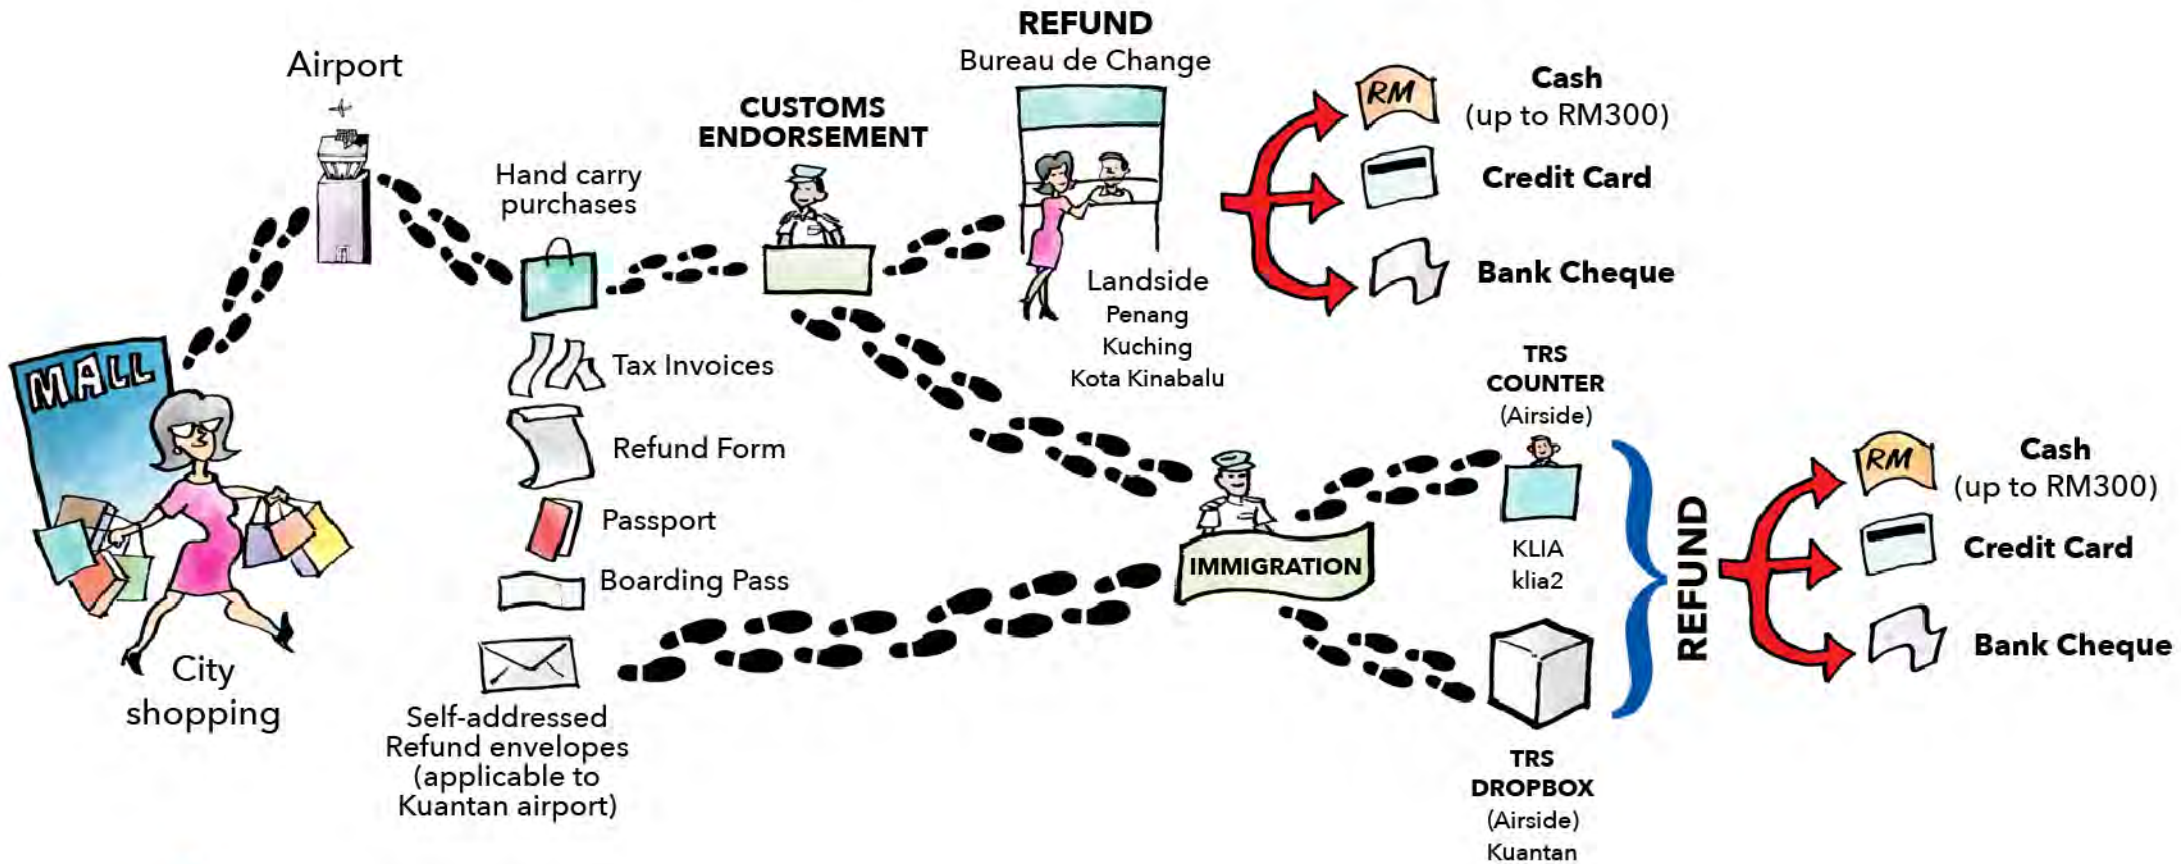 MALL
City
shopping
Airport
Hand carry
purchases
Tax Invoices
Refund Form
Passport
Boarding Pass
Self-addressed
Refund envelopes
(applicable to
Kuantan airport)
CUSTOMS
ENDORSEMENT
REFUND
Bureau de Change
Landside
Penang
Kuching
Kota Kinabalu
RM
Cash
(up to RM300)
Credit Card
Bank Cheque
IMMIGRATION
TRS
COUNTER
(Airside)
KLIA
klia2
TRS
DROPBOX
(Airside)
Kuantan
REFUND
RM
Cash
(up to RM300)
Credit Card
Bank Cheque